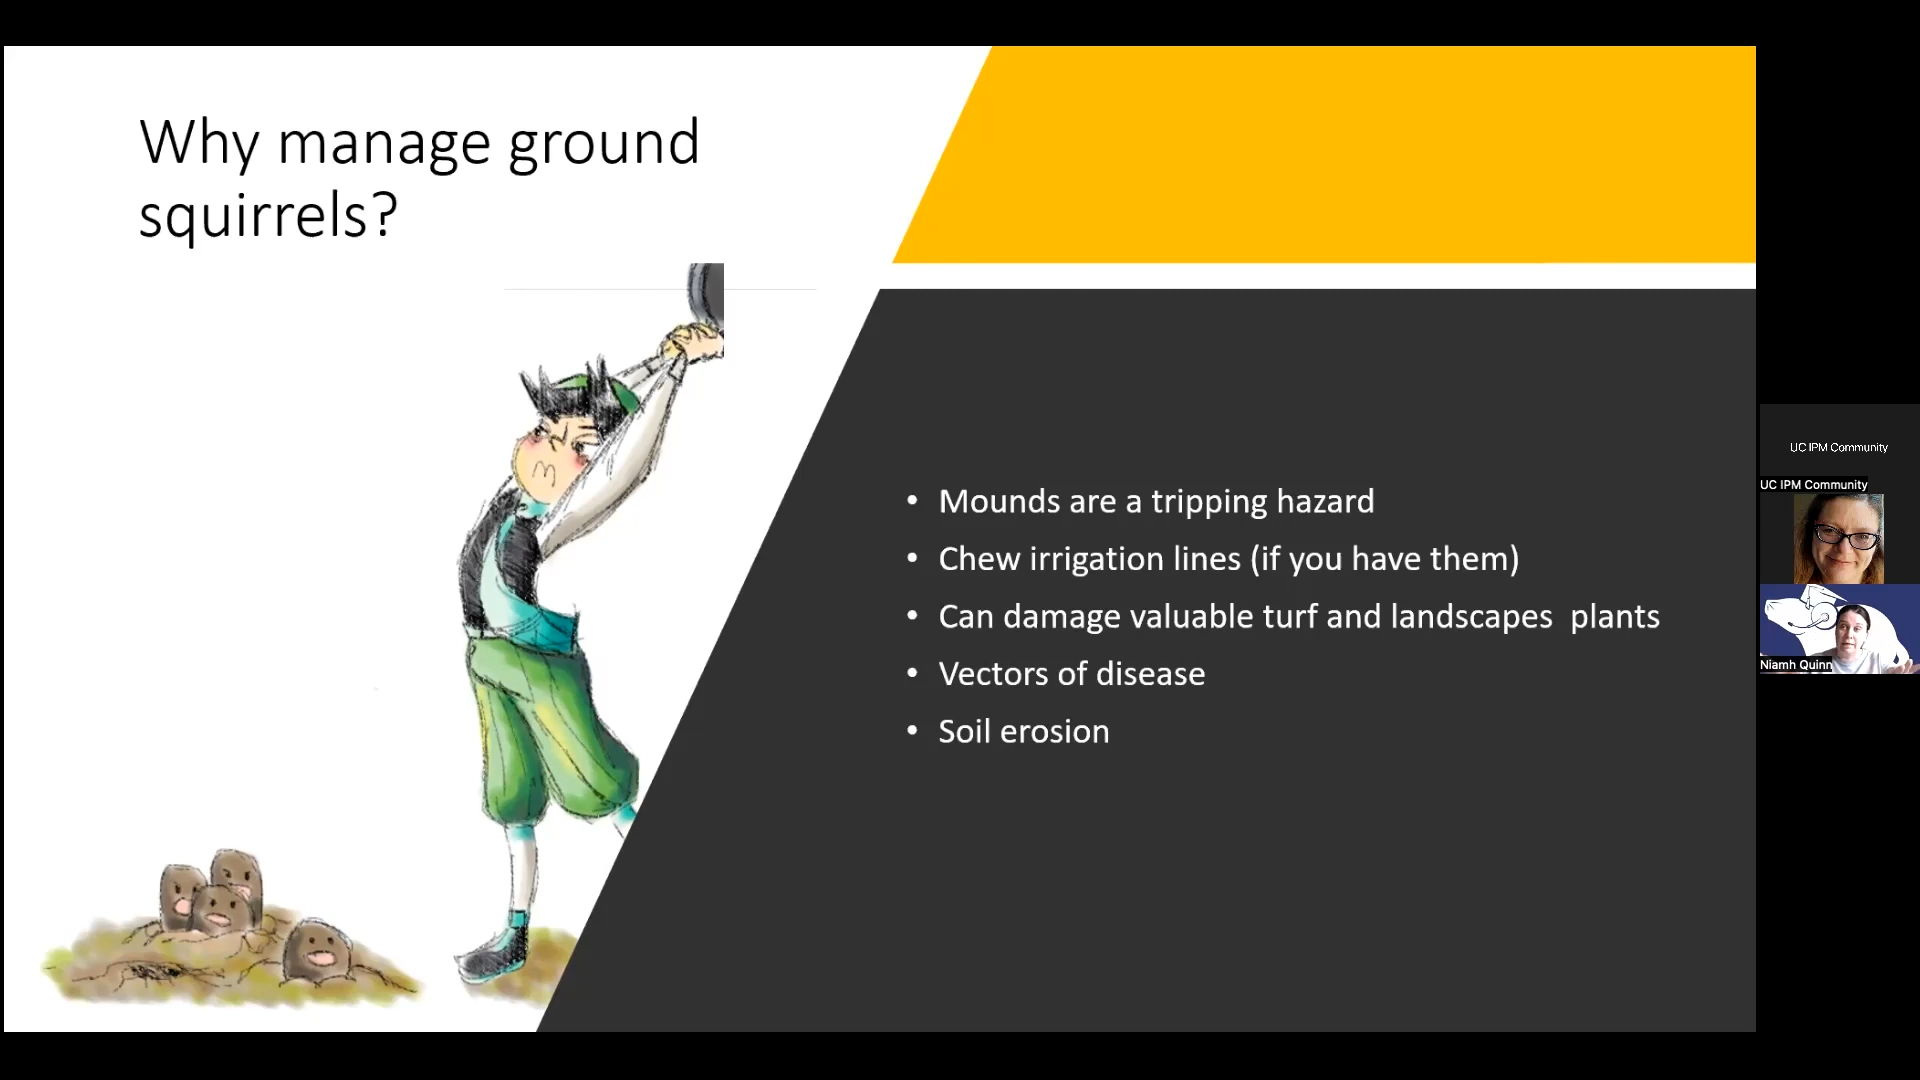 Why manage ground
squirrels?
• Mounds are a tripping hazard
• Chew irrigation lines (if you have them)
• Can damage valuable turf and landscapes  plants
• Vectors of disease
• Soil erosion
UC IPM Community
UC IPM Community
Niamh Quinn